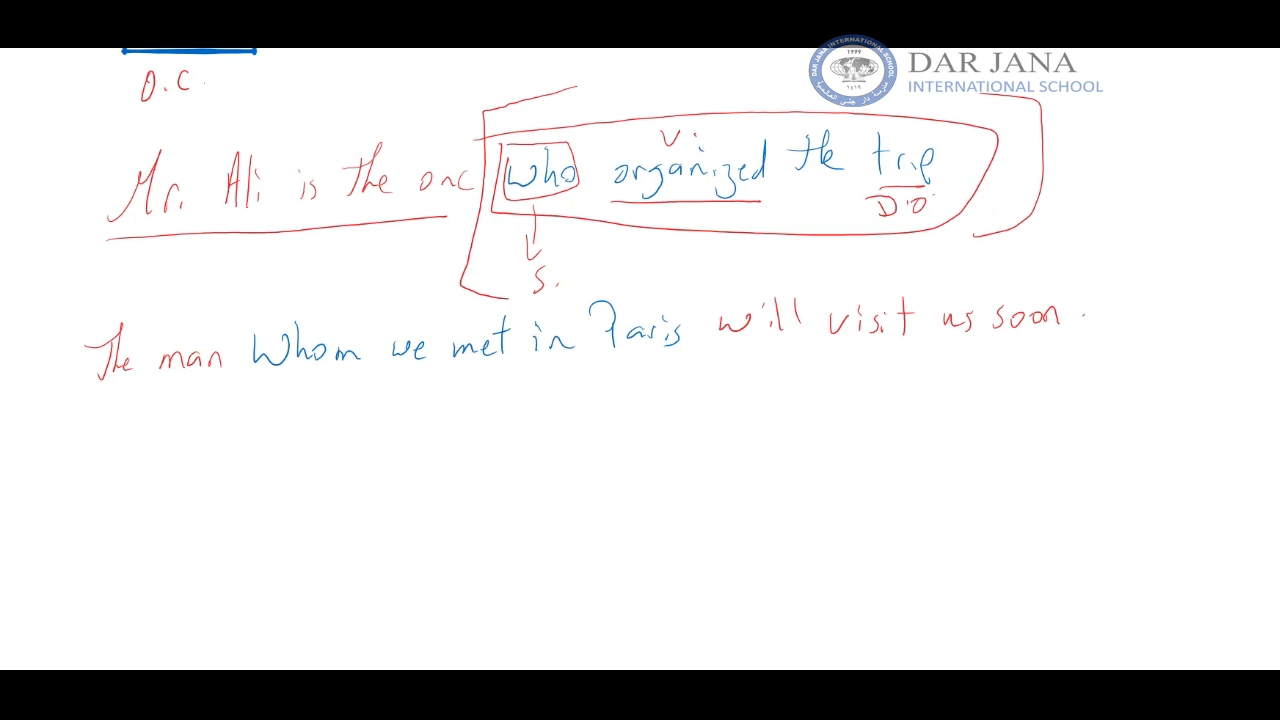 DAR JANA
INTERNATIONAL SCHOOL
D.C.
V.
Mr. Ali is the one who organized the trip
D.O.
S.
The man Whom we met in Paris will visit us soon.